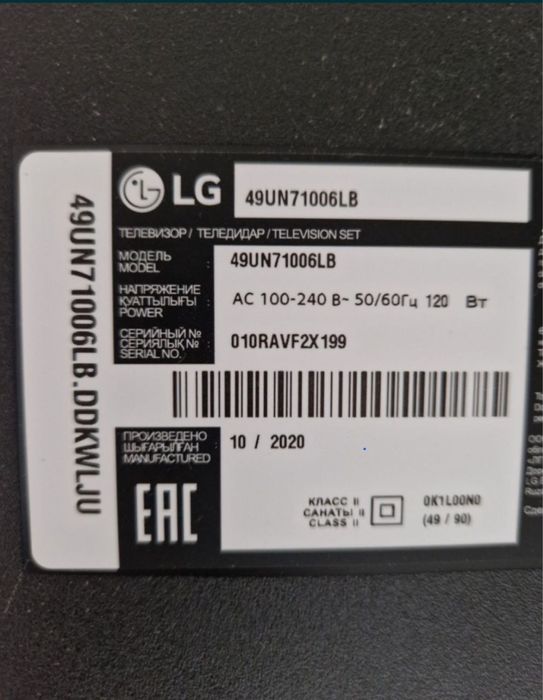 LG
49UN71006LB
ТЕЛЕВИЗОР / ТЕЛЕДИДАР / TELEVISION SET
МОДЕЛЬ
MODEL : 49UN71006LB
НАПРЯЖЕНИЕ
ҚУАТТЫЛЫҒЫ : AC 100-240 В~ 50/60Гц 120 Вт
POWER
СЕРИЙНЫЙ №
СЕРИЯЛЫҚ № : 010RAVF2X199
SERIAL NO.
ПРОИЗВЕДЕНО
ШЫҒАРЫЛҒАН : 10 / 2020
MANUFACTURED
EAC
КЛАСС II
САНАТЫ II
CLASS II
0K1L00N0
(49 / 90)
49UN71006LB.DDKWLJU